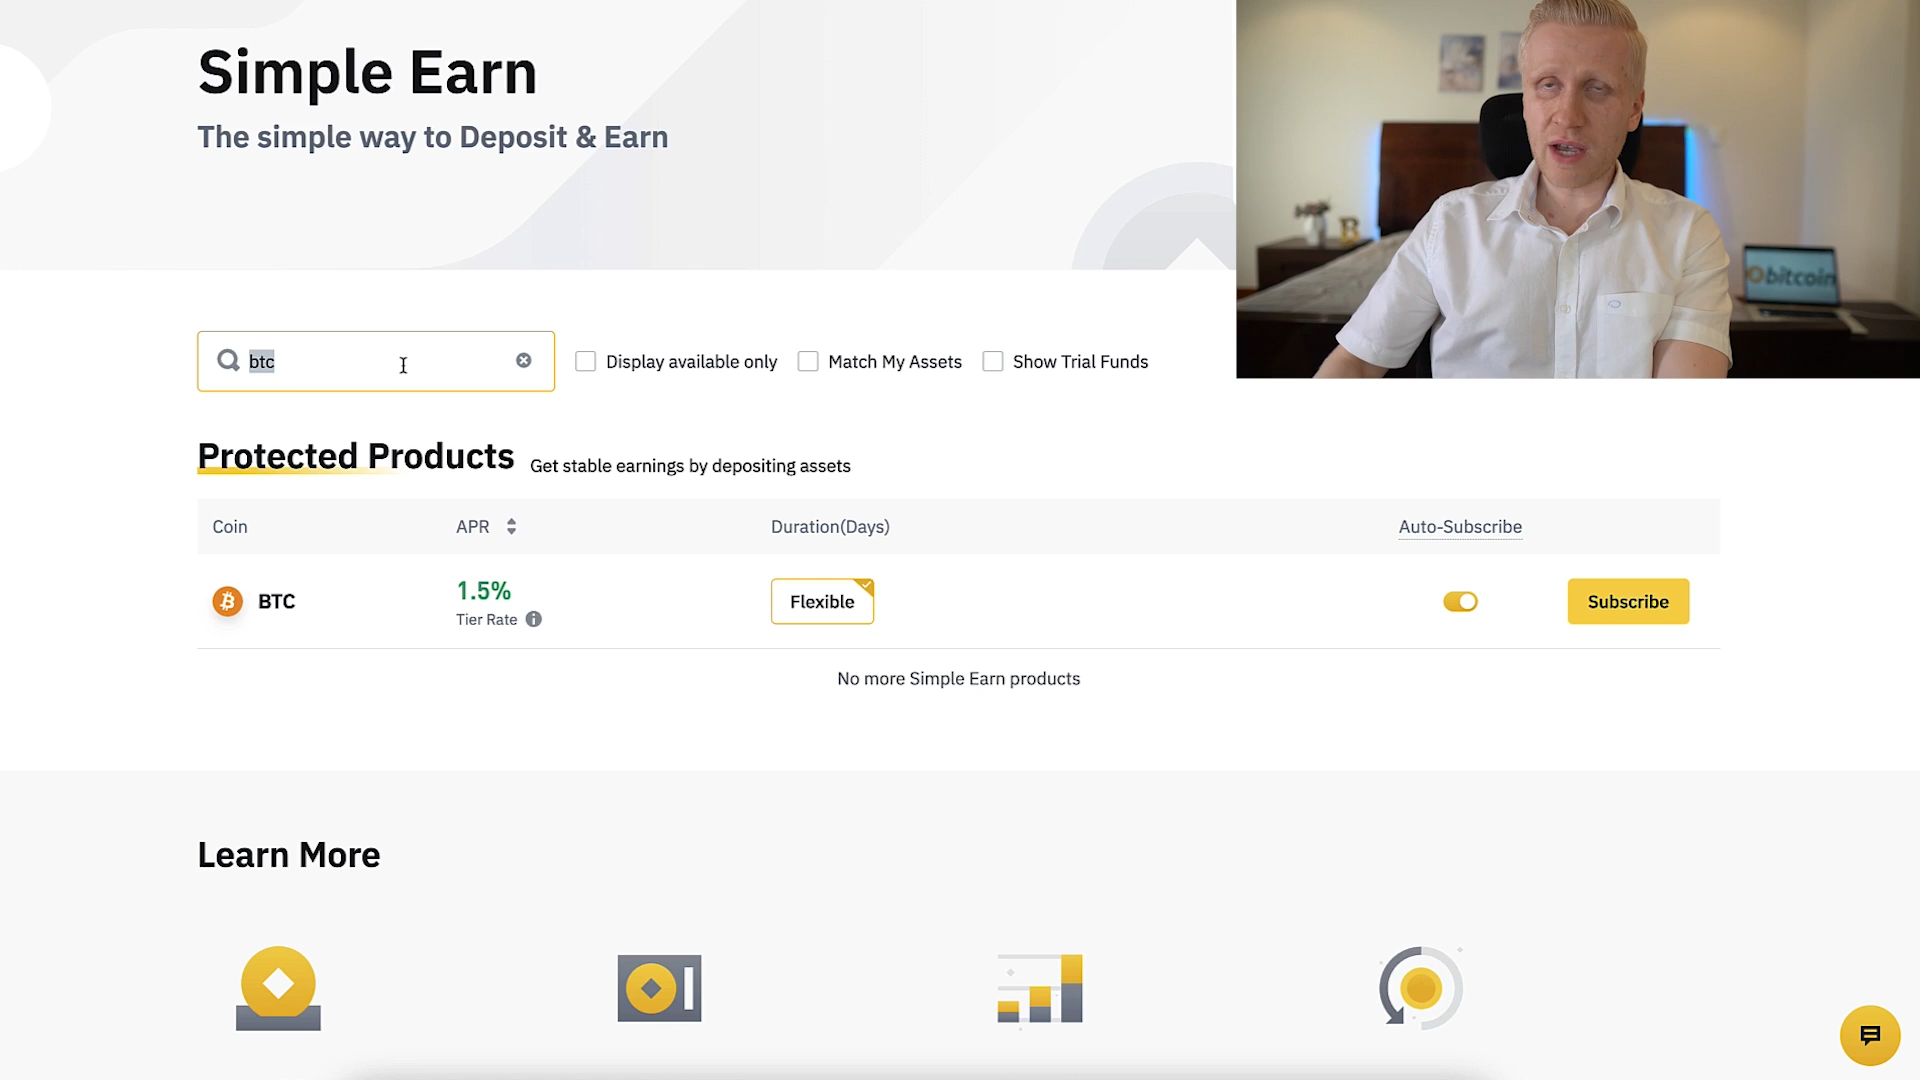 Simple Earn
The simple way to Deposit & Earn
bitcoin
btc
Display available only
Match My Assets
Show Trial Funds
Protected Products
Get stable earnings by depositing assets
Coin
APR
Duration(Days)
Auto-Subscribe
BTC
1.5%
Tier Rate
Flexible
Subscribe
No more Simple Earn products
Learn More